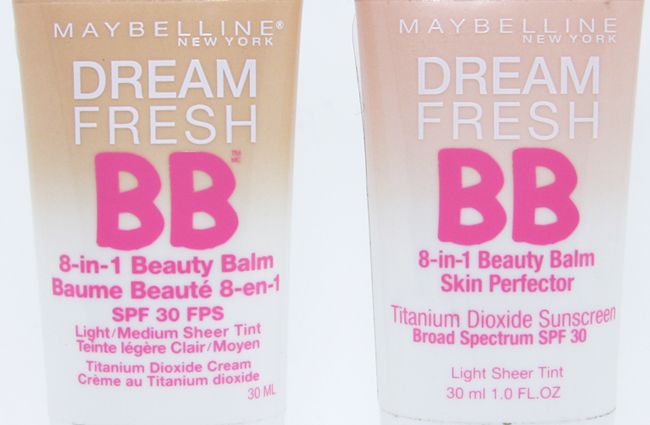 MAYBELLINE®
NEW YORK
DREAM
FRESH
BB™
MC
8-in-1 Beauty Balm
Baume Beauté 8-en-1
SPF 30 FPS
Light/Medium Sheer Tint
Teinte légère Clair/Moyen
Titanium Dioxide Cream
Crème au Titanium dioxide
30 ML
MAYBELLINE
NEW YORK
DREAM
FRESH
BB
8-in-1 Beauty Balm
Skin Perfector
Titanium Dioxide Sunscreen
Broad Spectrum SPF 30
Light Sheer Tint
30 ml 1.0 FL.OZ